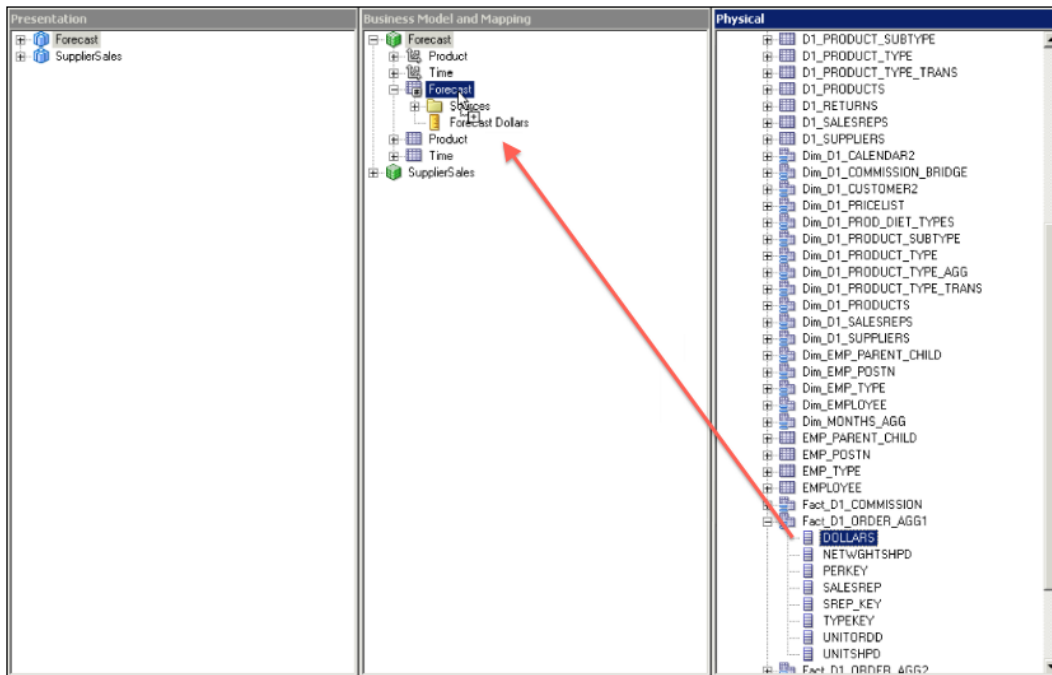 Presentation
Forecast
SupplierSales
Business Model and Mapping
Forecast
Product
Time
Forecast
Sources
Forecast Dollars
Product
Time
SupplierSales
Physical
D1_PRODUCT_SUBTYPE
D1_PRODUCT_TYPE
D1_PRODUCT_TYPE_TRANS
D1_PRODUCTS
D1_RETURNS
D1_SALESREPS
D1_SUPPLIERS
Dim_D1_CALENDAR2
Dim_D1_COMMISSION_BRIDGE
Dim_D1_CUSTOMER2
Dim_D1_PRICELIST
Dim_D1_PROD_DIET_TYPES
Dim_D1_PRODUCT_SUBTYPE
Dim_D1_PRODUCT_TYPE
Dim_D1_PRODUCT_TYPE_AGG
Dim_D1_PRODUCT_TYPE_TRANS
Dim_D1_PRODUCTS
Dim_D1_SALESREPS
Dim_D1_SUPPLIERS
Dim_EMP_PARENT_CHILD
Dim_EMP_POSTN
Dim_EMP_TYPE
Dim_EMPLOYEE
Dim_MONTHS_AGG
EMP_PARENT_CHILD
EMP_POSTN
EMP_TYPE
EMPLOYEE
Fact_D1_COMMISSION
Fact_D1_ORDER_AGG1
DOLLARS
NETWGHTSHPD
PERKEY
SALESREP
SREP_KEY
TYPEKEY
UNITORDD
UNITSHPD
Fact_D1_ORDER_AGG2